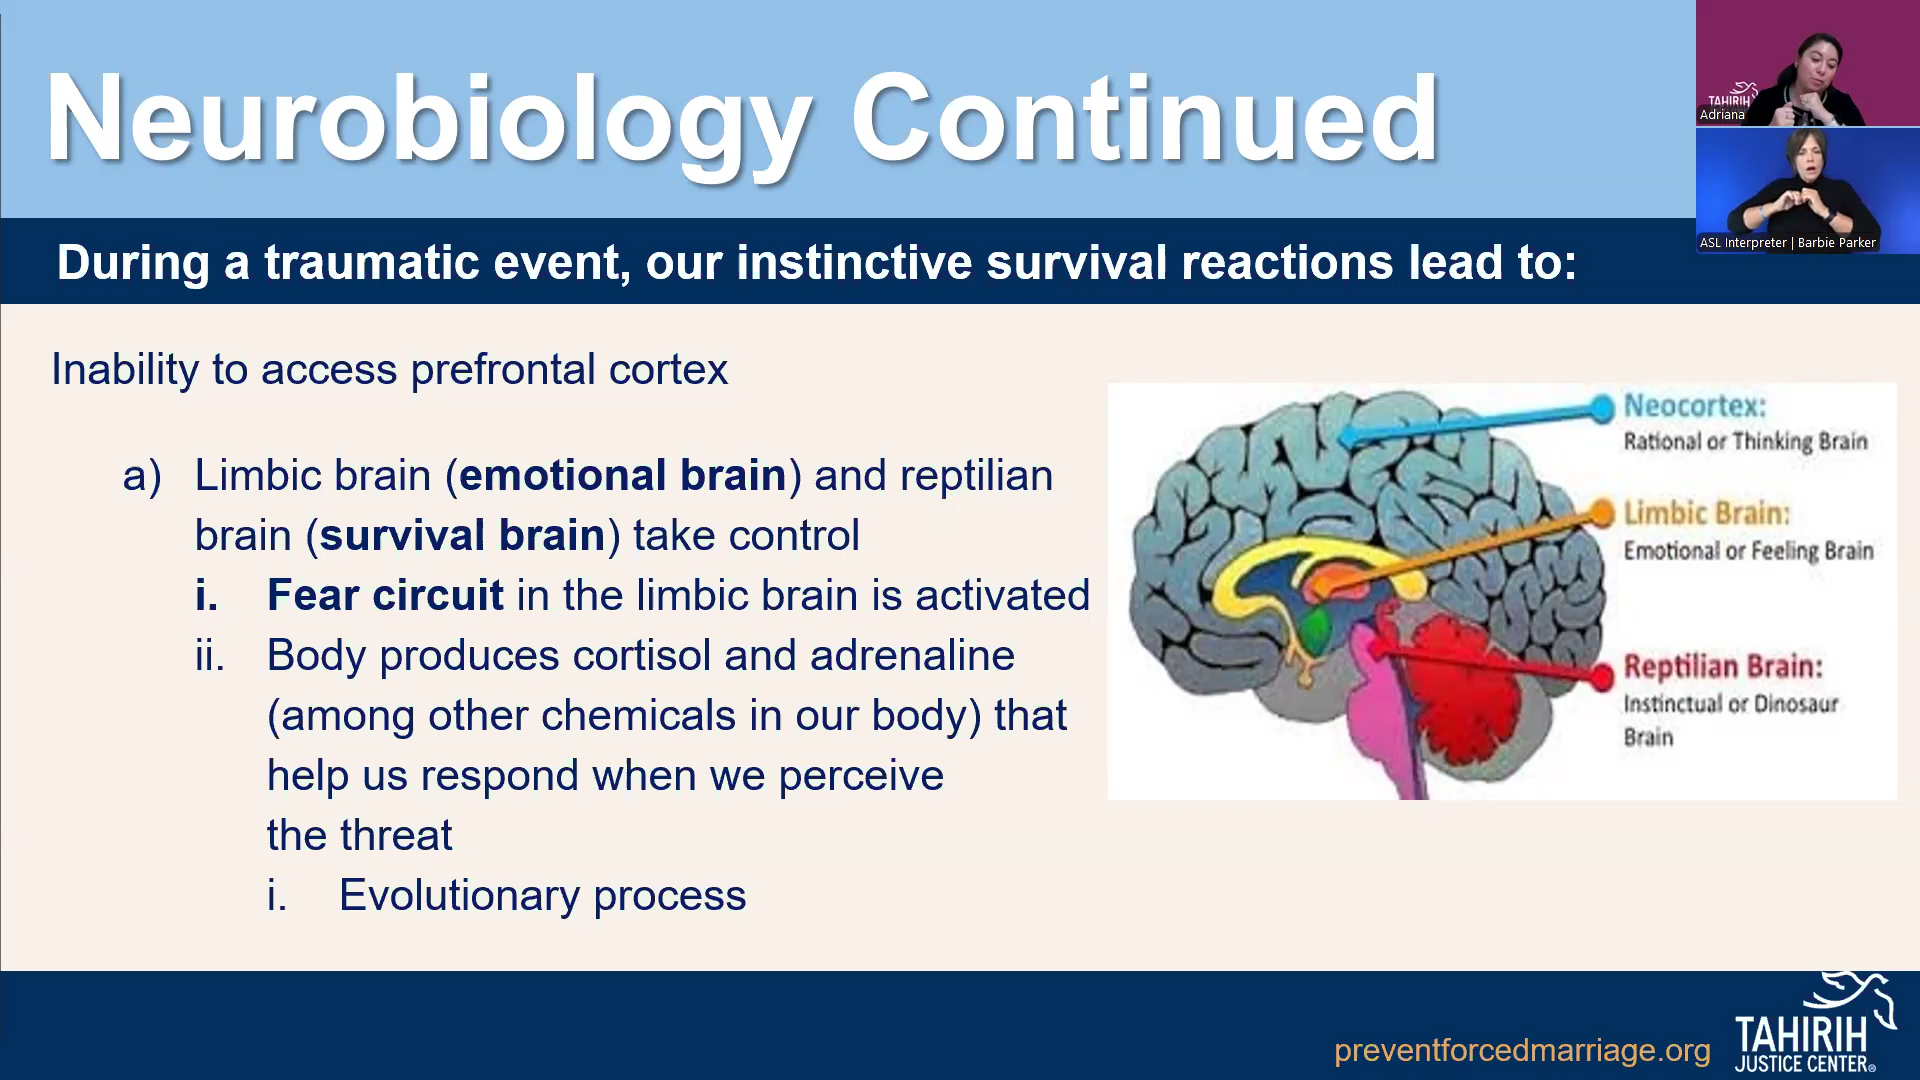 Neurobiology Continued
During a traumatic event, our instinctive survival reactions lead to:
Inability to access prefrontal cortex
a) Limbic brain (emotional brain) and reptilian
brain (survival brain) take control
i. Fear circuit in the limbic brain is activated
ii. Body produces cortisol and adrenaline
(among other chemicals in our body) that
help us respond when we perceive
the threat
i. Evolutionary process
Neocortex:
Rational or Thinking Brain
Limbic Brain:
Emotional or Feeling Brain
Reptilian Brain:
Instinctual or Dinosaur
Brain
TAHIRIH
Adriana
ASL Interpreter | Barbie Parker
preventforcedmarriage.org
TAHIRIH
JUSTICE CENTER®